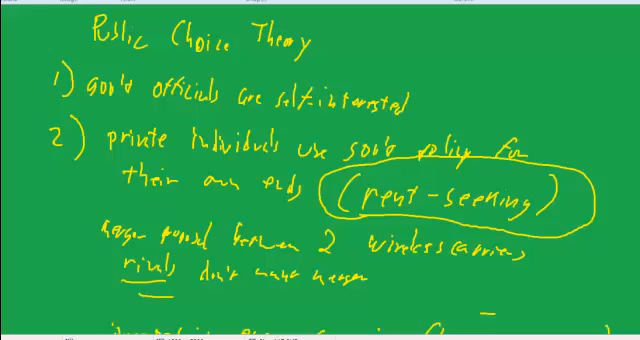 Public Choice Theory
1) gov't officials are self-interested
2) private individuals use gov't policy for
their own ends (rent-seeking)
merger proposal between 2 wireless carriers
rivals don't want merger